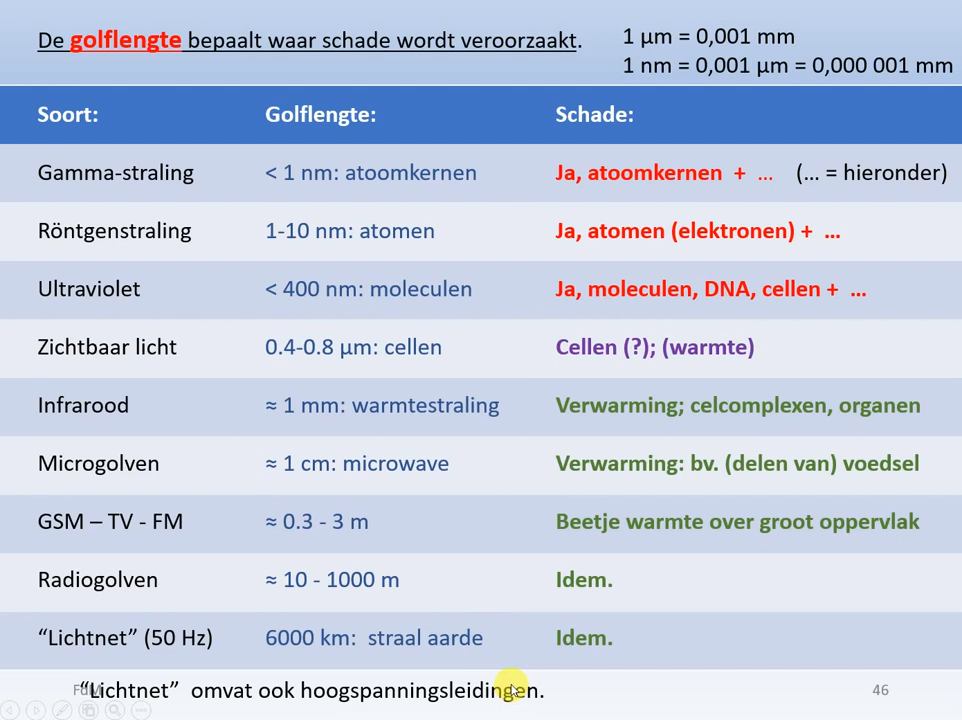 De golflengte bepaalt waar schade wordt veroorzaakt.
1 µm = 0,001 mm
1 nm = 0,001 µm = 0,000 001 mm
Soort: Golflengte: Schade:
Gamma-straling < 1 nm: atoomkernen Ja, atoomkernen + ... (... = hieronder)
Röntgenstraling 1-10 nm: atomen Ja, atomen (elektronen) + ...
Ultraviolet < 400 nm: moleculen Ja, moleculen, DNA, cellen + ...
Zichtbaar licht 0.4-0.8 µm: cellen Cellen (?); (warmte)
Infrarood ≈ 1 mm: warmtestraling Verwarming; celcomplexen, organen
Microgolven ≈ 1 cm: microwave Verwarming: bv. (delen van) voedsel
GSM – TV - FM ≈ 0.3 - 3 m Beetje warmte over groot oppervlak
Radiogolven ≈ 10 - 1000 m Idem.
“Lichtnet” (50 Hz) 6000 km: straal aarde Idem.
“Lichtnet” omvat ook hoogspanningsleidingen.
46